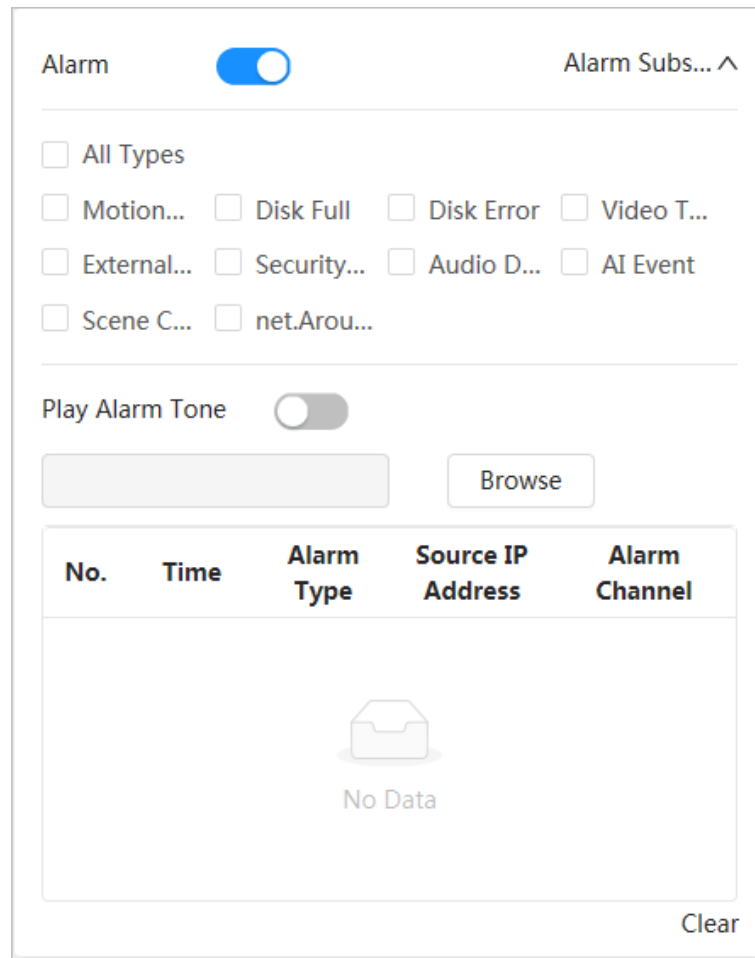 Alarm Alarm Subs...
All Types
Motion... Disk Full Disk Error Video T...
External... Security... Audio D... AI Event
Scene C... net.Arou...
Play Alarm Tone
Browse
No. Time Alarm Type Source IP Address Alarm Channel
No Data
Clear